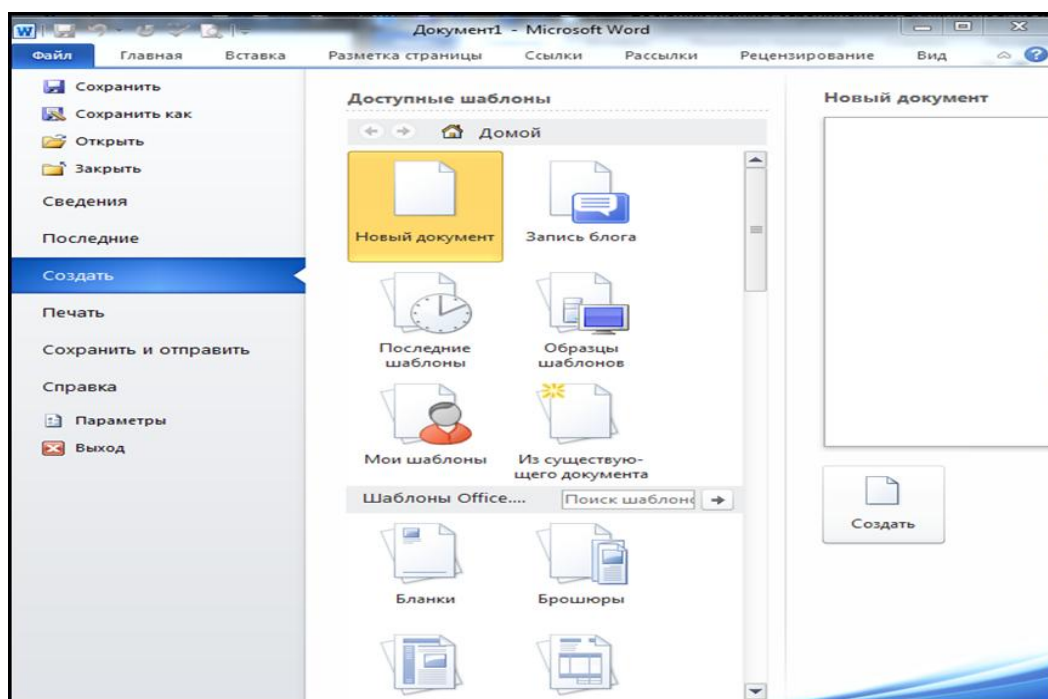 Документ1 - Microsoft Word
Файл Главная Вставка Разметка страницы Ссылки Рассылки Рецензирование Вид
Сохранить
Сохранить как
Открыть
Закрыть
Сведения
Последние
Создать
Печать
Сохранить и отправить
Справка
Параметры
Выход
Доступные шаблоны
Домой
Новый документ
Запись блога
Последние
шаблоны
Образцы
шаблонов
Мои шаблоны
Из существую-
щего документа
Шаблоны Office....
Поиск шаблоно
Бланки
Брошюры
Новый документ
Создать